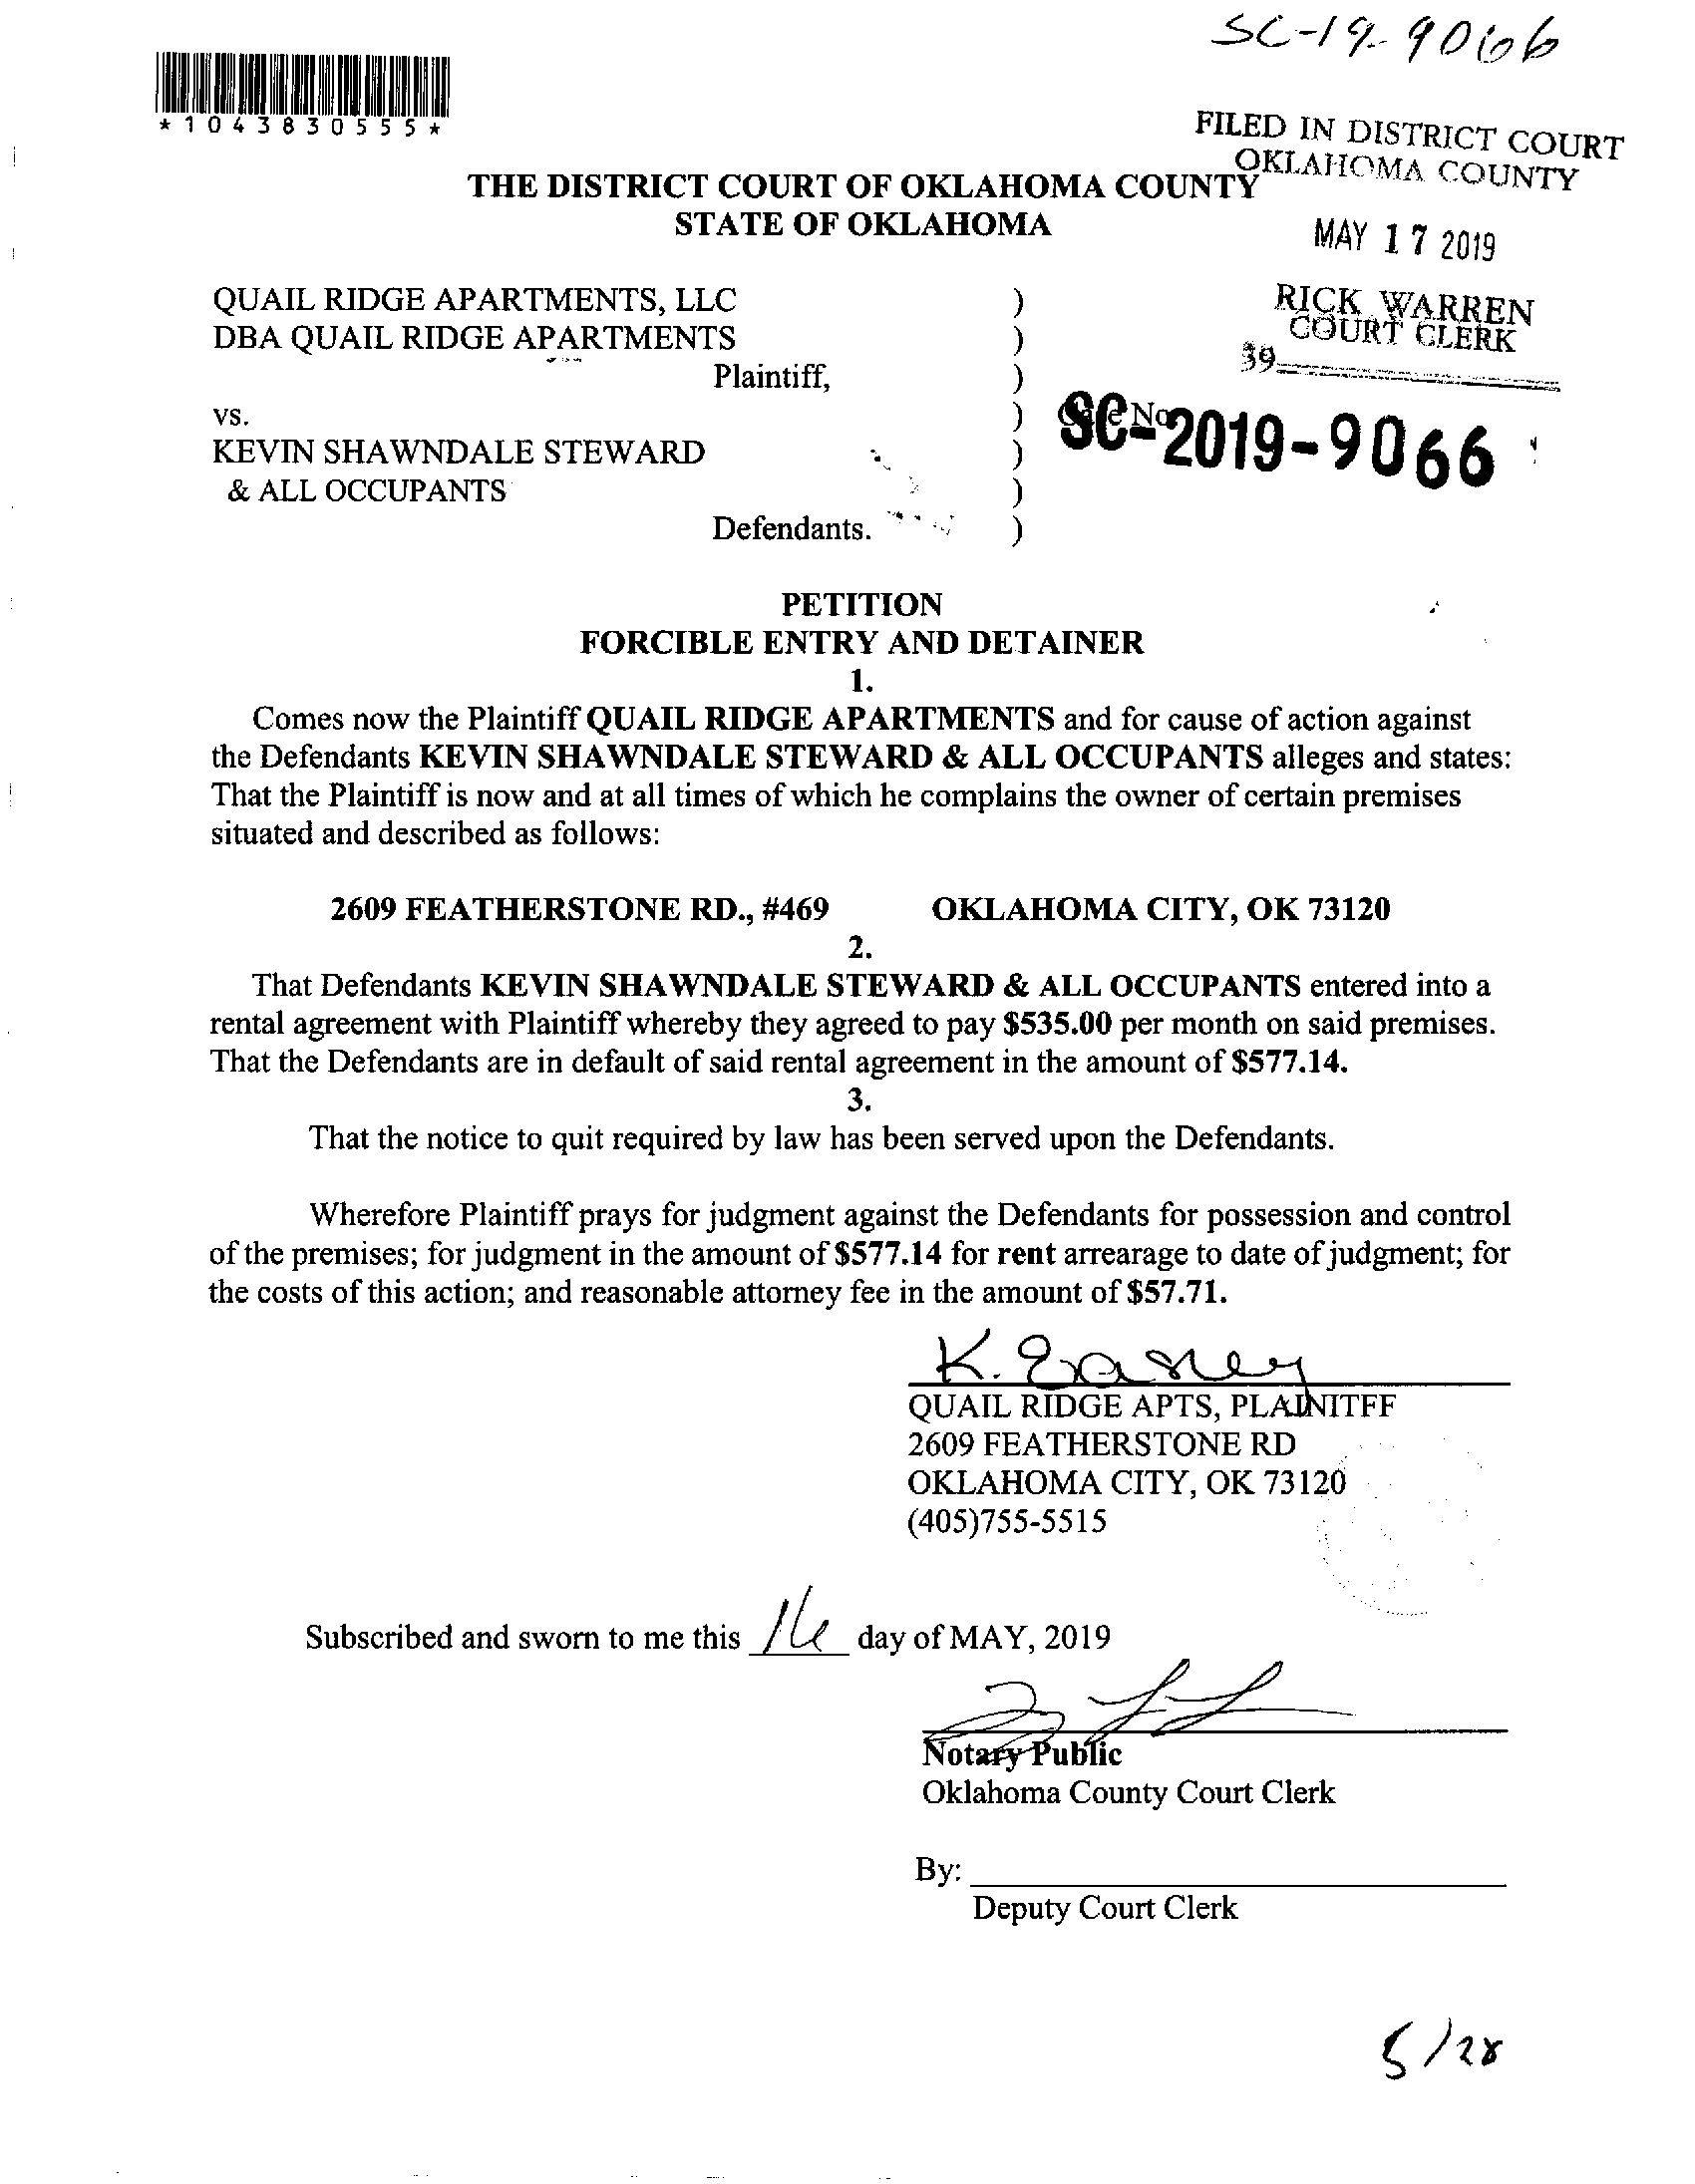 SC-19-9066
*1043830555*
FILED IN DISTRICT COURT
OKLAHOMA COUNTY
THE DISTRICT COURT OF OKLAHOMA COUNTY
STATE OF OKLAHOMA
MAY 17 2019
QUAIL RIDGE APARTMENTS, LLC )
DBA QUAIL RIDGE APARTMENTS )
Plaintiff, )
RICK WARREN
COURT CLERK
39
vs. )
KEVIN SHAWNDALE STEWARD )
& ALL OCCUPANTS )
Defendants. )
Case No
SC-2019-9066
PETITION
FORCIBLE ENTRY AND DETAINER
1.
Comes now the Plaintiff QUAIL RIDGE APARTMENTS and for cause of action against
the Defendants KEVIN SHAWNDALE STEWARD & ALL OCCUPANTS alleges and states:
That the Plaintiff is now and at all times of which he complains the owner of certain premises
situated and described as follows:
2609 FEATHERSTONE RD., #469 OKLAHOMA CITY, OK 73120
2.
That Defendants KEVIN SHAWNDALE STEWARD & ALL OCCUPANTS entered into a
rental agreement with Plaintiff whereby they agreed to pay $535.00 per month on said premises.
That the Defendants are in default of said rental agreement in the amount of $577.14.
3.
That the notice to quit required by law has been served upon the Defendants.
Wherefore Plaintiff prays for judgment against the Defendants for possession and control
of the premises; for judgment in the amount of $577.14 for rent arrearage to date of judgment; for
the costs of this action; and reasonable attorney fee in the amount of $57.71.
K. Easley
QUAIL RIDGE APTS, PLAINITFF
2609 FEATHERSTONE RD
OKLAHOMA CITY, OK 73120
(405)755-5515
Subscribed and sworn to me this 16 day of MAY, 2019
Notary Public
Oklahoma County Court Clerk
By:
Deputy Court Clerk
5/28